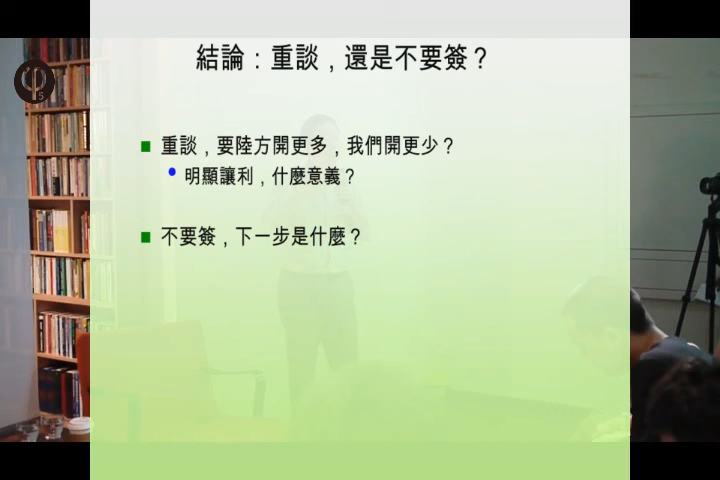 結論：重談，還是不要簽？
重談，要陸方開更多，我們開更少？
明顯讓利，什麼意義？
不要簽，下一步是什麼？
φ5